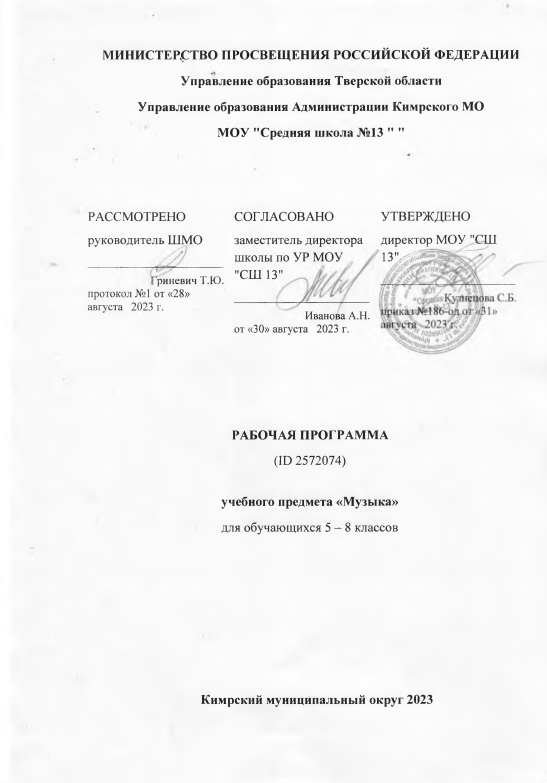 МИНИСТЕРСТВО ПРОСВЕЩЕНИЯ РОССИЙСКОЙ ФЕДЕРАЦИИ
Управление образования Тверской области
Управление образования Администрации Кимрского МО
МОУ "Средняя школа №13 " "
РАССМОТРЕНО
руководитель ШМО
Гриневич Т.Ю.
протокол №1 от «28»
августа 2023 г.
СОГЛАСОВАНО
заместитель директора
школы по УР МОУ
"СШ 13"
Иванова А.Н.
от «30» августа 2023 г.
УТВЕРЖДЕНО
директор МОУ "СШ
13"
Кузнецова С.Б.
приказ №186-од от «31»
августа 2023 г.
РАБОЧАЯ ПРОГРАММА
(ID 2572074)
учебного предмета «Музыка»
для обучающихся 5 – 8 классов
Кимрский муниципальный округ 2023